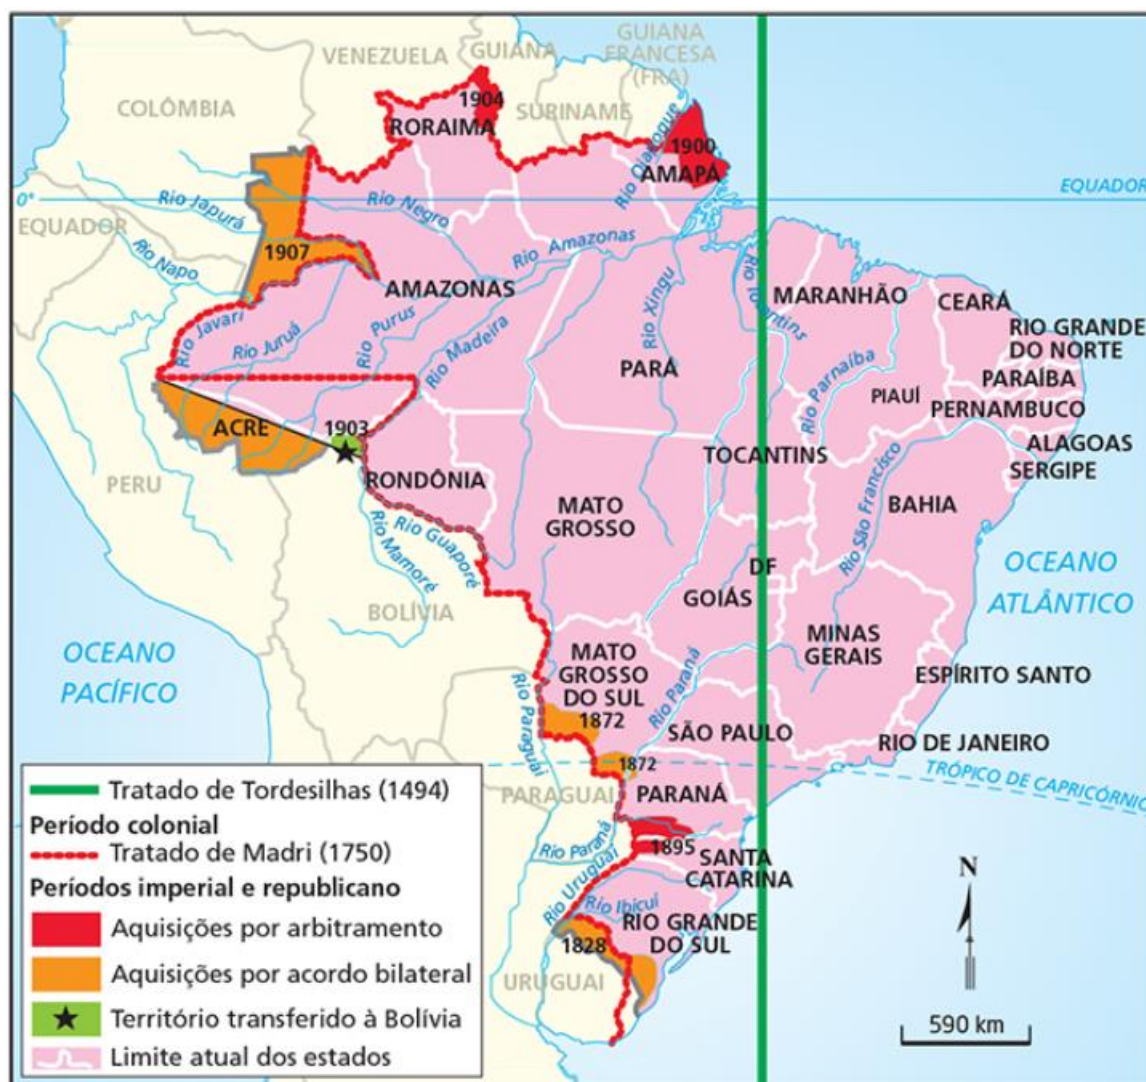 VENEZUELA
GUIANA
GUIANA
FRANCESA
(FRA)
SURINAME
COLÔMBIA
1904
RORAIMA
1900
AMAPÁ
Rio Oiapoque
0°
EQUADOR
EQUADOR
Rio Japurá
Rio Negro
Rio Napo
1907
Rio Amazonas
AMAZONAS
Rio Javari
Rio Juruá
Rio Purus
Rio Madeira
Rio Xingu
Rio Tocantins
MARANHÃO
CEARÁ
RIO GRANDE
DO NORTE
PARAÍBA
PERNAMBUCO
ALAGOAS
SERGIPE
PIAUÍ
Rio Parnaíba
PARÁ
ACRE
1903
RONDÔNIA
PERU
TOCANTINS
Rio São Francisco
BAHIA
MATO
GROSSO
Rio Guaporé
Rio Mamoré
BOLÍVIA
DF
GOIÁS
OCEANO
ATLÂNTICO
OCEANO
PACÍFICO
MINAS
GERAIS
ESPÍRITO SANTO
MATO
GROSSO
DO SUL
1872
Rio Paraguai
Rio Paraná
SÃO PAULO
RIO DE JANEIRO
TRÓPICO DE CAPRICÓRNIO
1872
PARAGUAI
PARANÁ
Rio Paraná
1895
SANTA
CATARINA
Rio Uruguai
Rio Ibicuí
RIO GRANDE
DO SUL
1828
URUGUAI
N
590 km
Tratado de Tordesilhas (1494)
Período colonial
Tratado de Madri (1750)
Períodos imperial e republicano
Aquisições por arbitramento
Aquisições por acordo bilateral
Território transferido à Bolívia
Limite atual dos estados